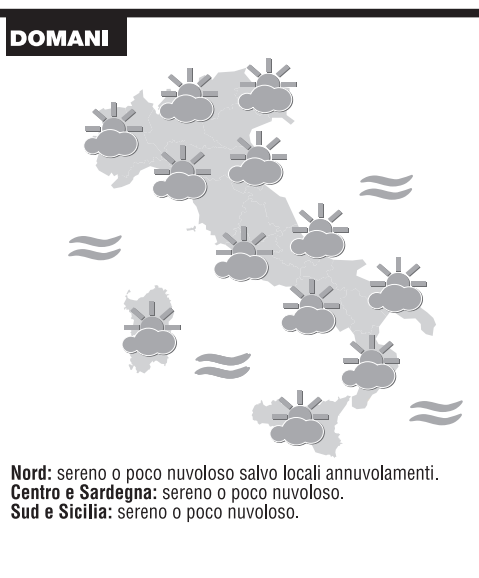 DOMANI
Nord: sereno o poco nuvoloso salvo locali annuvolamenti.
Centro e Sardegna: sereno o poco nuvoloso.
Sud e Sicilia: sereno o poco nuvoloso.